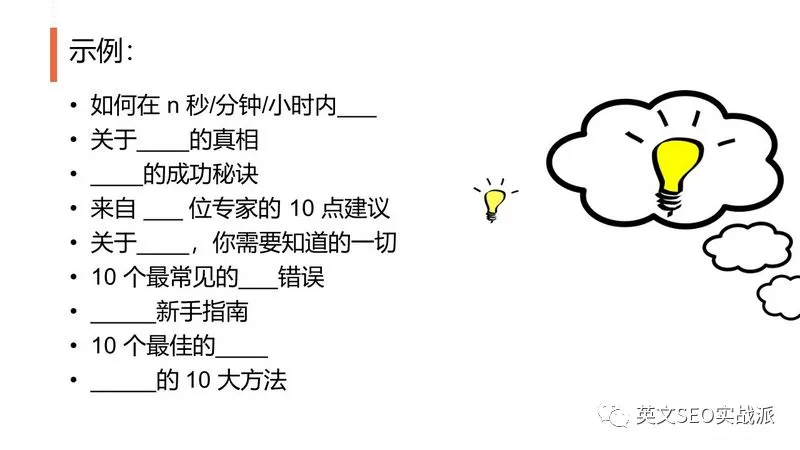 示例：
• 如何在 n 秒/分钟/小时内___
• 关于____的真相
• ____的成功秘诀
• 来自 ___ 位专家的 10 点建议
• 关于____，你需要知道的一切
• 10 个最常见的___错误
• _____新手指南
• 10 个最佳的____
• _____的 10 大方法
英文SEO实战派